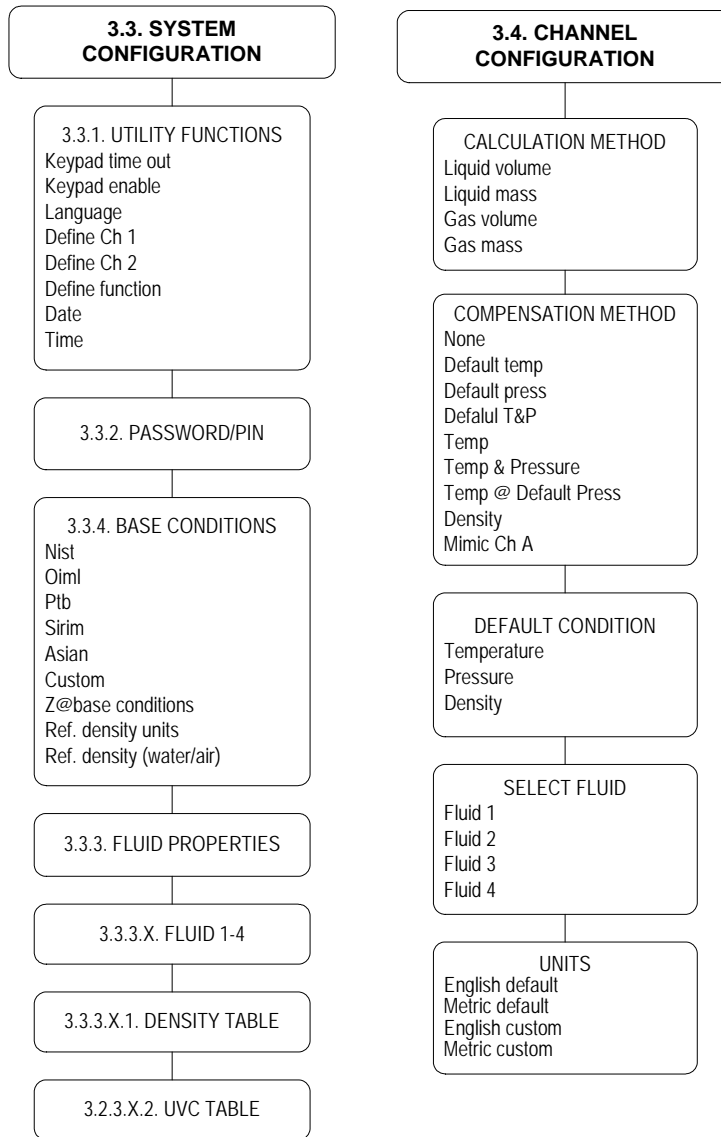 3.3. SYSTEM
CONFIGURATION
3.3.1. UTILITY FUNCTIONS
Keypad time out
Keypad enable
Language
Define Ch 1
Define Ch 2
Define function
Date
Time
3.3.2. PASSWORD/PIN
3.3.4. BASE CONDITIONS
Nist
Oiml
Ptb
Sirim
Asian
Custom
Z@base conditions
Ref. density units
Ref. density (water/air)
3.3.3. FLUID PROPERTIES
3.3.3.X. FLUID 1-4
3.3.3.X.1. DENSITY TABLE
3.2.3.X.2. UVC TABLE
3.4. CHANNEL
CONFIGURATION
CALCULATION METHOD
Liquid volume
Liquid mass
Gas volume
Gas mass
COMPENSATION METHOD
None
Default temp
Default press
Defalul T&P
Temp
Temp & Pressure
Temp @ Default Press
Density
Mimic Ch A
DEFAULT CONDITION
Temperature
Pressure
Density
SELECT FLUID
Fluid 1
Fluid 2
Fluid 3
Fluid 4
UNITS
English default
Metric default
English custom
Metric custom